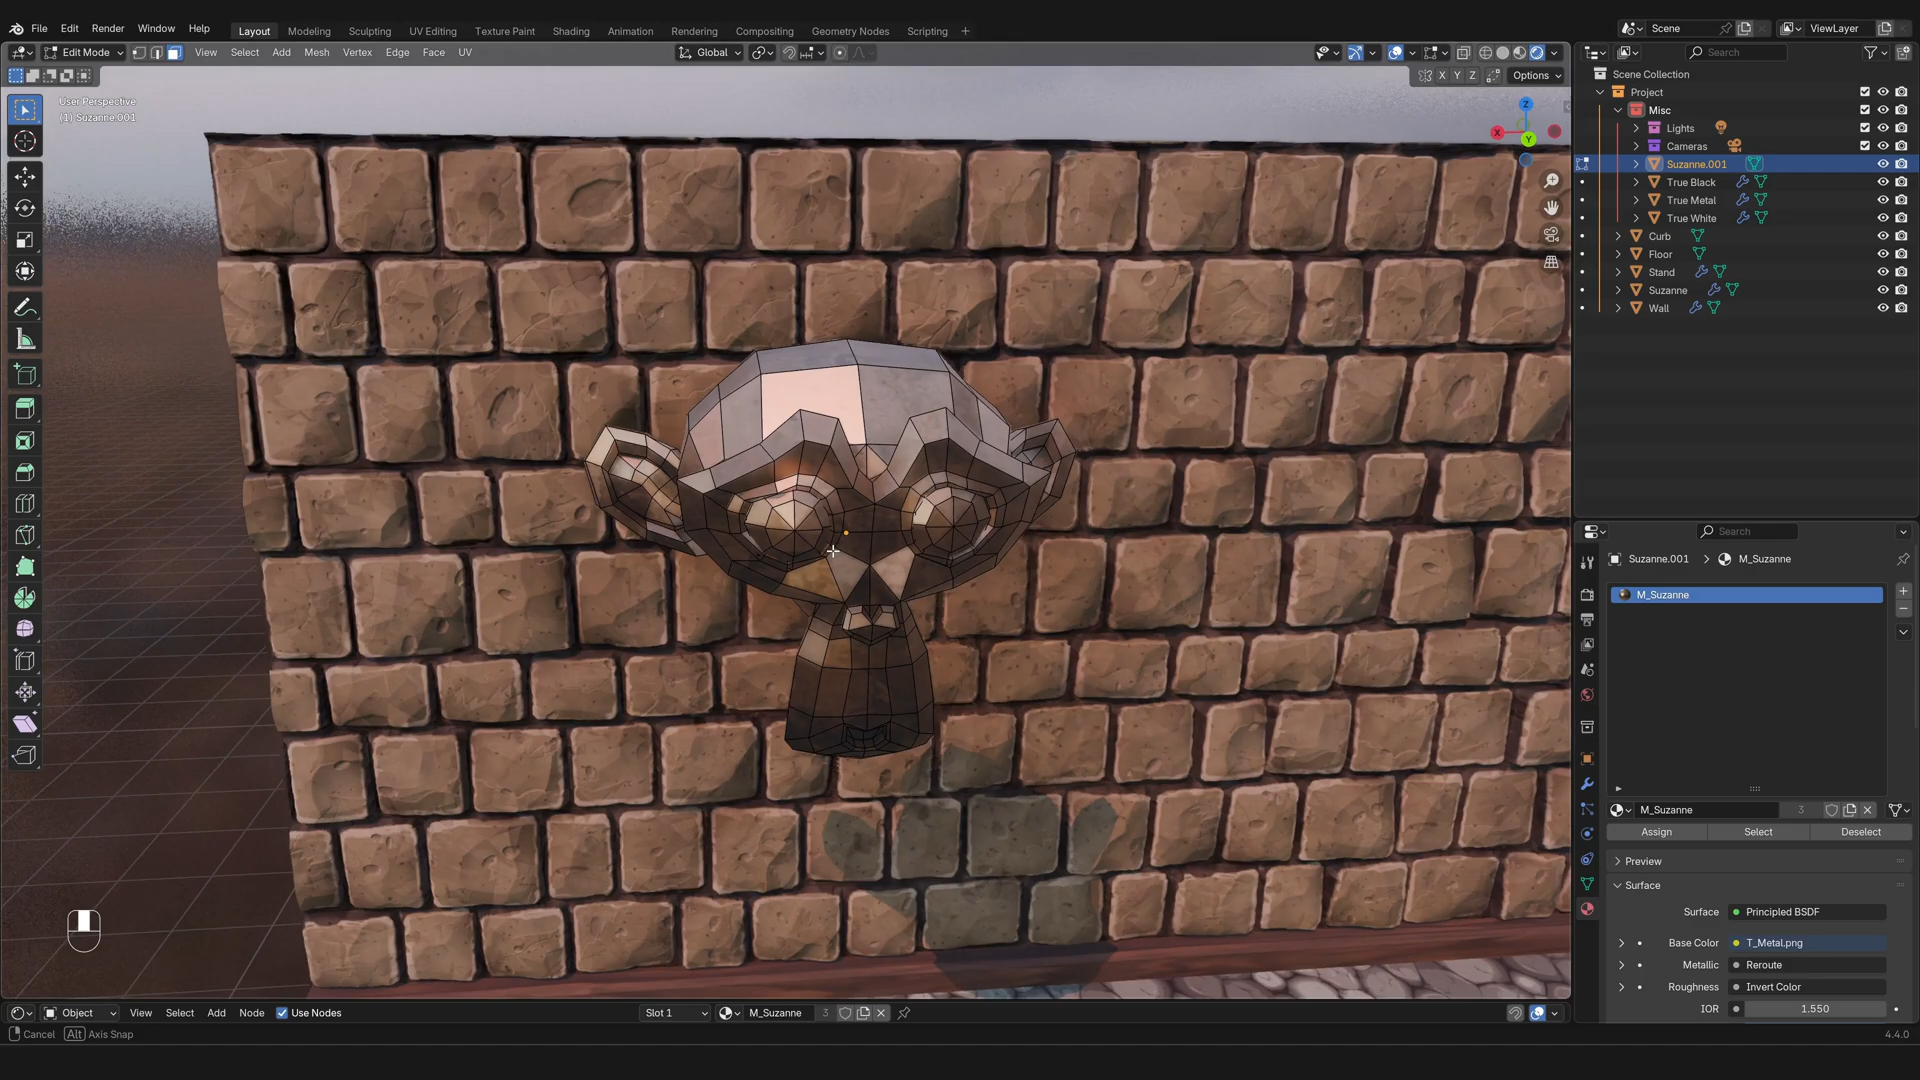 File Edit Render Window Help Layout Modeling Sculpting UV Editing Texture Paint Shading Animation Rendering Compositing Geometry Nodes Scripting + Scene ViewLayer
Edit Mode View Select Add Mesh Vertex Edge Face UV Global Search
X Y Z Options
User Perspective
(1) Suzanne.001
Z
X
Y
Scene Collection
Project
Misc
Lights
Cameras
Suzanne.001
True Black
True Metal
True White
Curb
Floor
Stand
Suzanne
Wall
Search
Suzanne.001 > M_Suzanne
M_Suzanne
M_Suzanne 3
Assign Select Deselect
Preview
Surface
Surface Principled BSDF
Base Color T_Metal.png
Metallic Reroute
Roughness Invert Color
IOR 1.550
Object View Select Add Node Use Nodes Slot 1 M_Suzanne 3
Cancel Alt Axis Snap 4.4.0